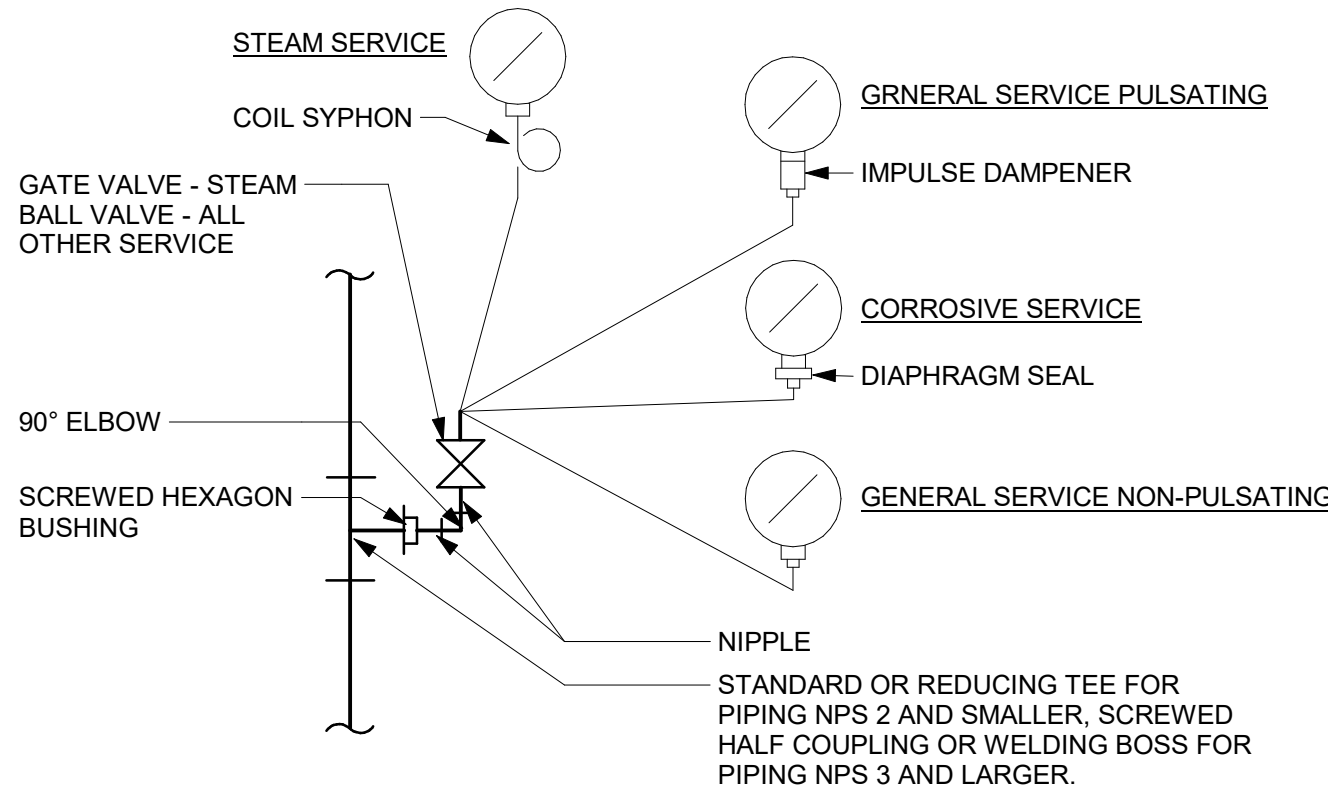 STEAM SERVICE
COIL SYPHON
GRNERAL SERVICE PULSATING
IMPULSE DAMPENER
GATE VALVE - STEAM
BALL VALVE - ALL
OTHER SERVICE
CORROSIVE SERVICE
DIAPHRAGM SEAL
90° ELBOW
SCREWED HEXAGON
BUSHING
GENERAL SERVICE NON-PULSATING
NIPPLE
STANDARD OR REDUCING TEE FOR
PIPING NPS 2 AND SMALLER, SCREWED
HALF COUPLING OR WELDING BOSS FOR
PIPING NPS 3 AND LARGER.